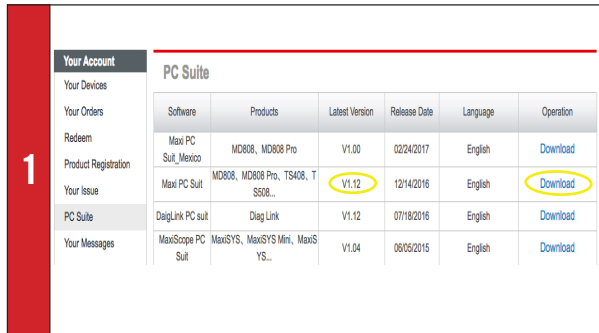 1
Your Account
Your Devices
Your Orders
Redeem
Product Registration
Your Issue
PC Suite
Your Messages
PC Suite
Software Products Latest Version Release Date Language Operation
Maxi PC
Suit_Mexico
MD808、MD808 Pro V1.00 02/24/2017 English Download
Maxi PC Suit
MD808、MD808 Pro、TS408、T
S508...
V1.12 12/14/2016 English Download
DaigLink PC suit Diag Link V1.12 07/18/2016 English Download
MaxiScope PC
Suit
MaxiSYS、MaxiSYS Mini、MaxiS
YS...
V1.04 06/05/2015 English Download